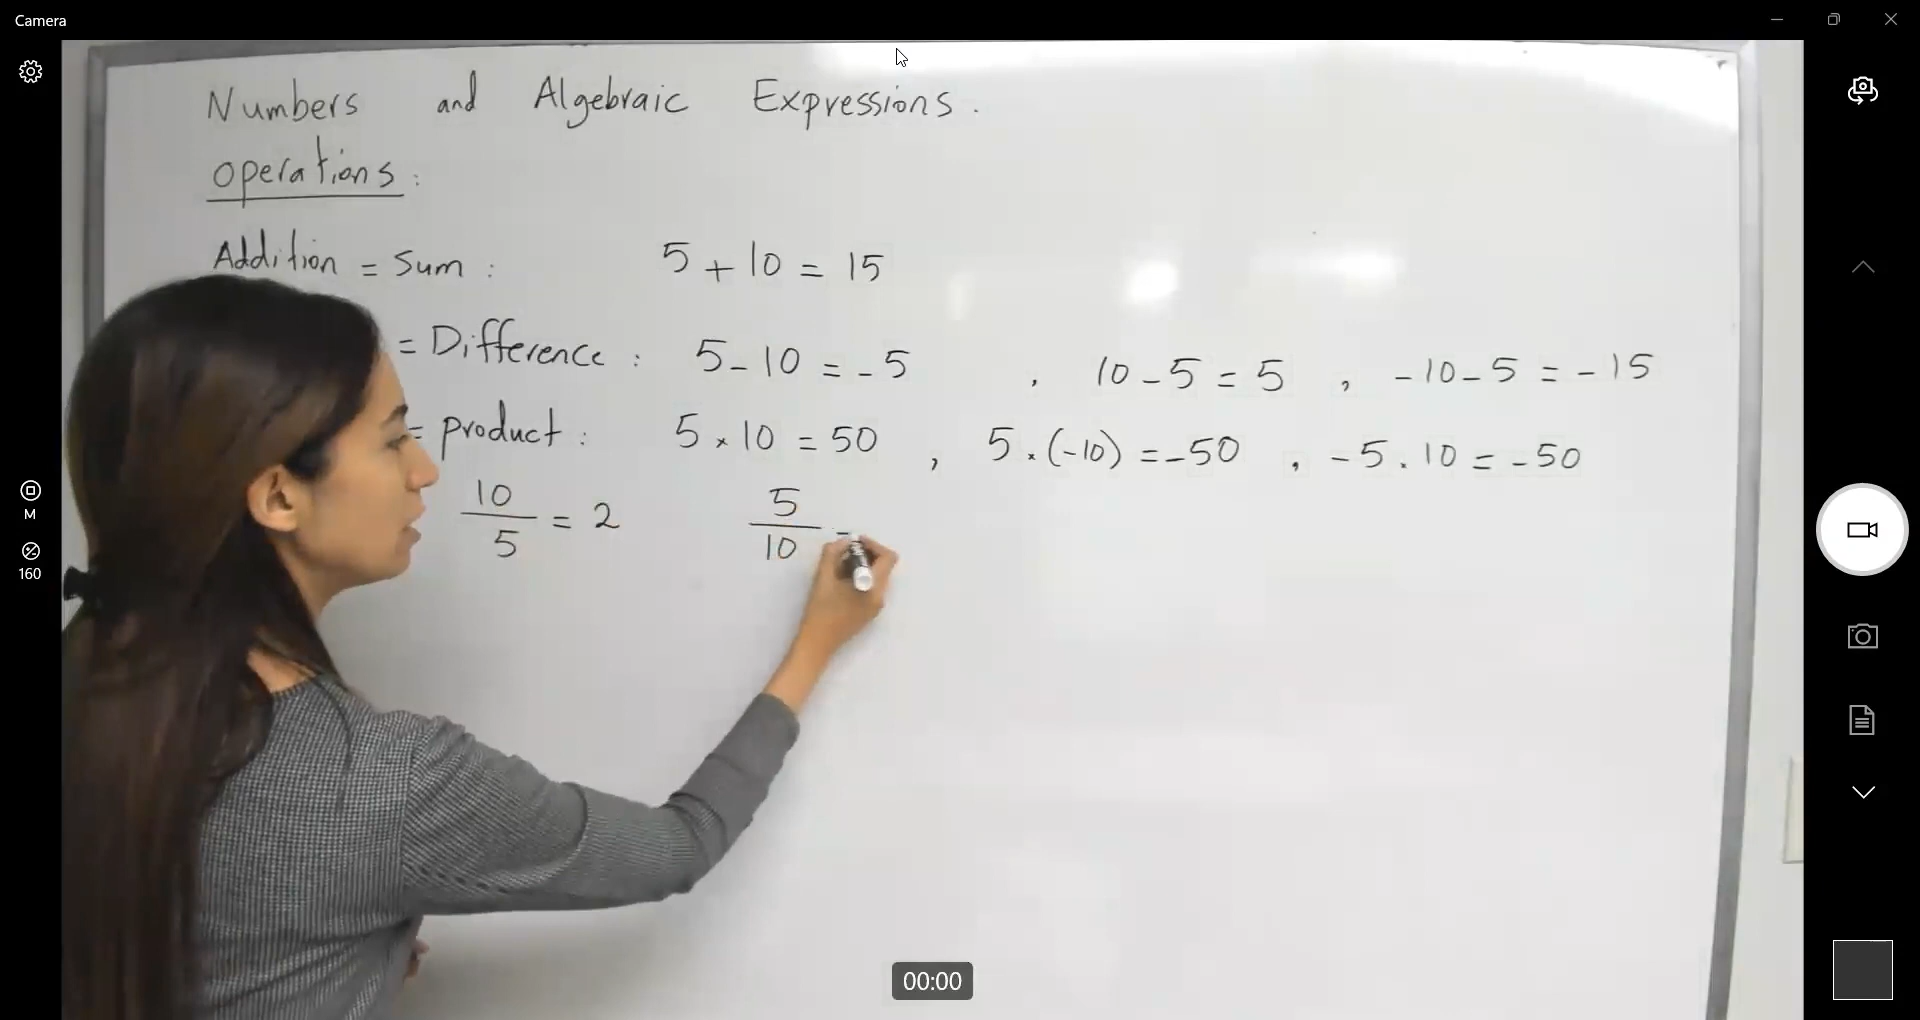 Camera
Numbers and Algebraic Expressions.
operations:
Addition = Sum: 5 + 10 = 15
= Difference: 5 - 10 = -5 , 10 - 5 = 5 , -10 - 5 = -15
= product: 5 × 10 = 50 , 5 . (-10) = -50 , -5 . 10 = -50
10/5 = 2 5/10 =
M
160
00:00